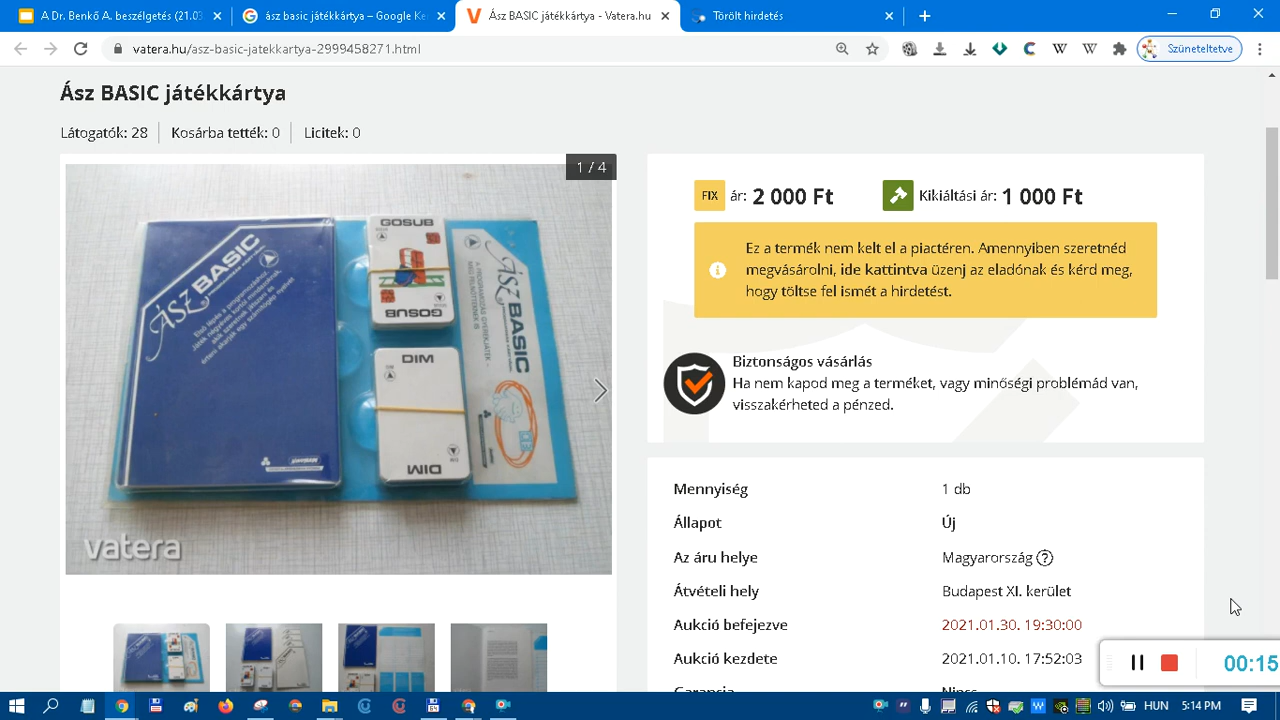 A Dr. Benkő A. beszélgetés (21.03
ász basic játékkártya – Google Ke
Ász BASIC játékkártya - Vatera.hu
Törölt hirdetés
vatera.hu/asz-basic-jatekkartya-2999458271.html
Szüneteltetve
Ász BASIC játékkártya
Látogatók: 28
Kosárba tették: 0
Licitek: 0
1 / 4
FIX ár: 2 000 Ft
Kikiáltási ár: 1 000 Ft
Ez a termék nem kelt el a piactéren. Amennyiben szeretnéd
megvásárolni, ide kattintva üzenj az eladónak és kérd meg,
hogy töltse fel ismét a hirdetést.
Biztonságos vásárlás
Ha nem kapod meg a terméket, vagy minőségi problémád van,
visszakérheted a pénzed.
ÁSZ BASIC
GOSUB
GOSUB
DIM
DIM
ÁSZ BASIC
vatera
Mennyiség 1 db
Állapot Új
Az áru helye Magyarország
Átvételi hely Budapest XI. kerület
Aukció befejezve 2021.01.30. 19:30:00
Aukció kezdete 2021.01.10. 17:52:03
Garancia Nincs
00:15
HUN
5:14 PM